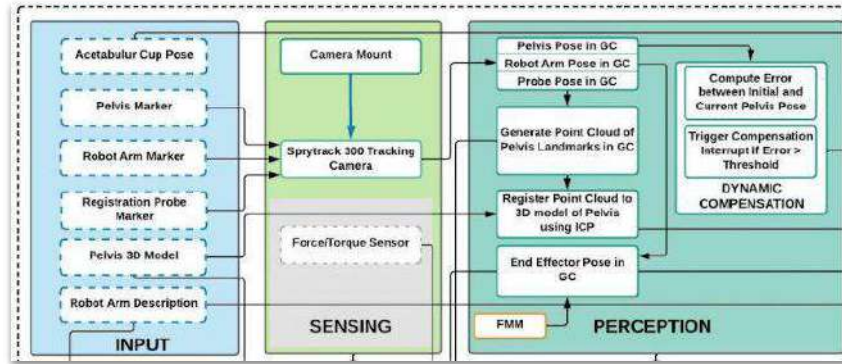 Acetabulur Cup Pose
Pelvis Marker
Robot Arm Marker
Registration Probe
Marker
Pelvis 3D Model
Robot Arm Description
INPUT
Camera Mount
Sprytrack 300 Tracking
Camera
Force/Torque Sensor
SENSING
Pelvis Pose in GC
Robot Arm Pose in GC
Probe Pose in GC
Generate Point Cloud of
Pelvis Landmarks in GC
Register Point Cloud to
3D model of Pelvis
using ICP
End Effector Pose in
GC
FMM
PERCEPTION
Compute Error
between Initial and
Current Pelvis Pose
Trigger Compensation
Interrupt if Error >
Threshold
DYNAMIC
COMPENSATION